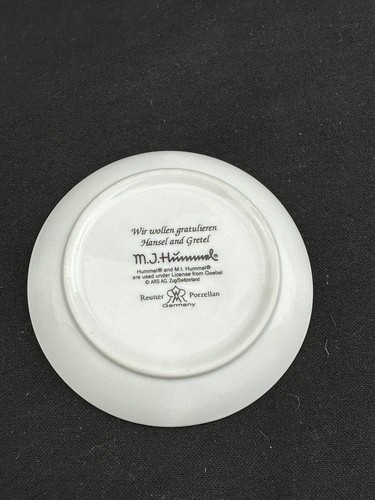 Wir wollen gratulieren
Hansel and Gretel
M.J.Hummel®
Hummel® and M.I. Hummel®
are used under License from Goebel
© ARS AG, Zug/Switzerland
Reutter Porzellan
Germany